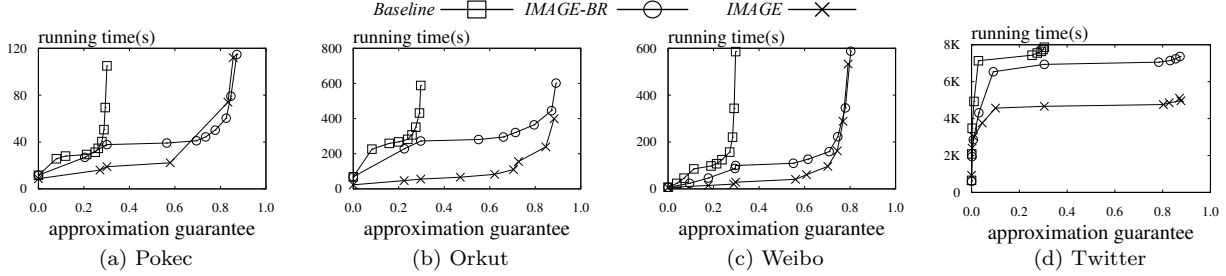 Baseline IMAGE-BR IMAGE
running time(s)
120
80
40
0
0.0 0.2 0.4 0.6 0.8 1.0
approximation guarantee
(a) Pokec
running time(s)
800
600
400
200
0
0.0 0.2 0.4 0.6 0.8 1.0
approximation guarantee
(b) Orkut
running time(s)
600
400
200
0
0.0 0.2 0.4 0.6 0.8 1.0
approximation guarantee
(c) Weibo
running time(s)
8K
6K
4K
2K
0
0.0 0.2 0.4 0.6 0.8 1.0
approximation guarantee
(d) Twitter